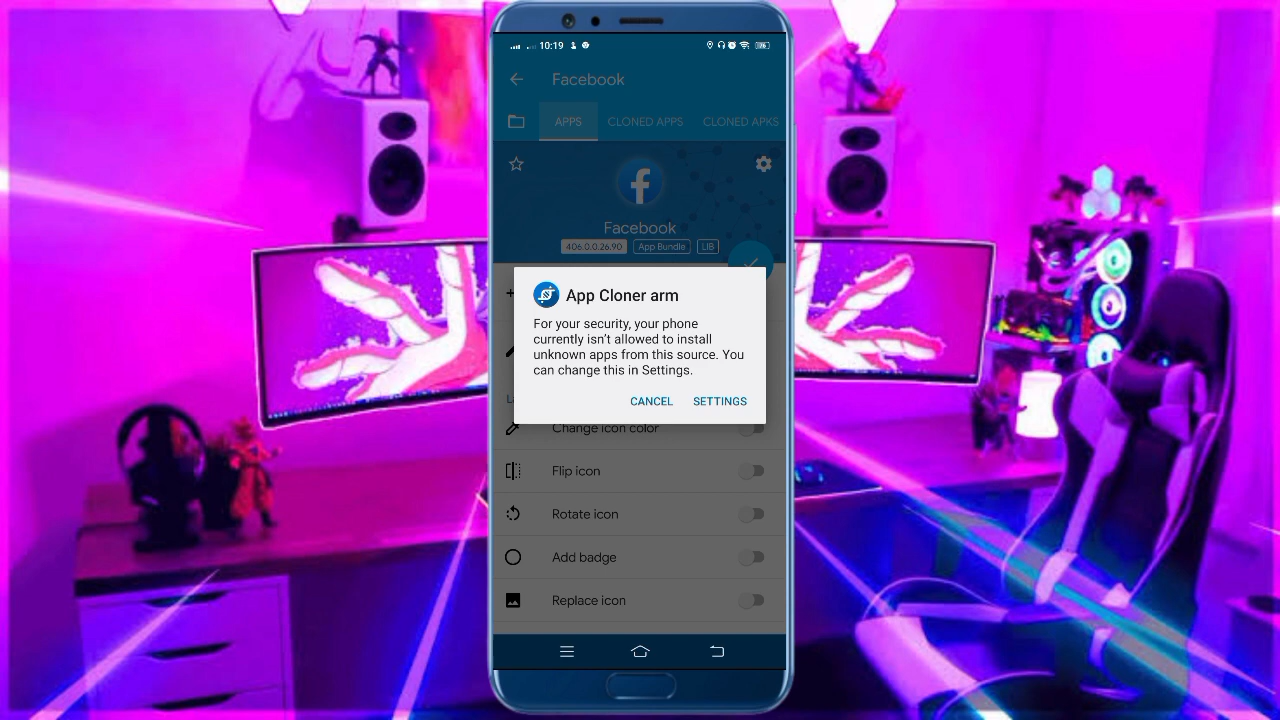 10:19
Facebook
APPS CLONED APPS CLONED APKS
Facebook
406.0.0.26.90 App Bundle LIB
App Cloner arm
For your security, your phone
currently isn't allowed to install
unknown apps from this source. You
can change this in Settings.
CANCEL SETTINGS
Change icon color
Flip icon
Rotate icon
Add badge
Replace icon